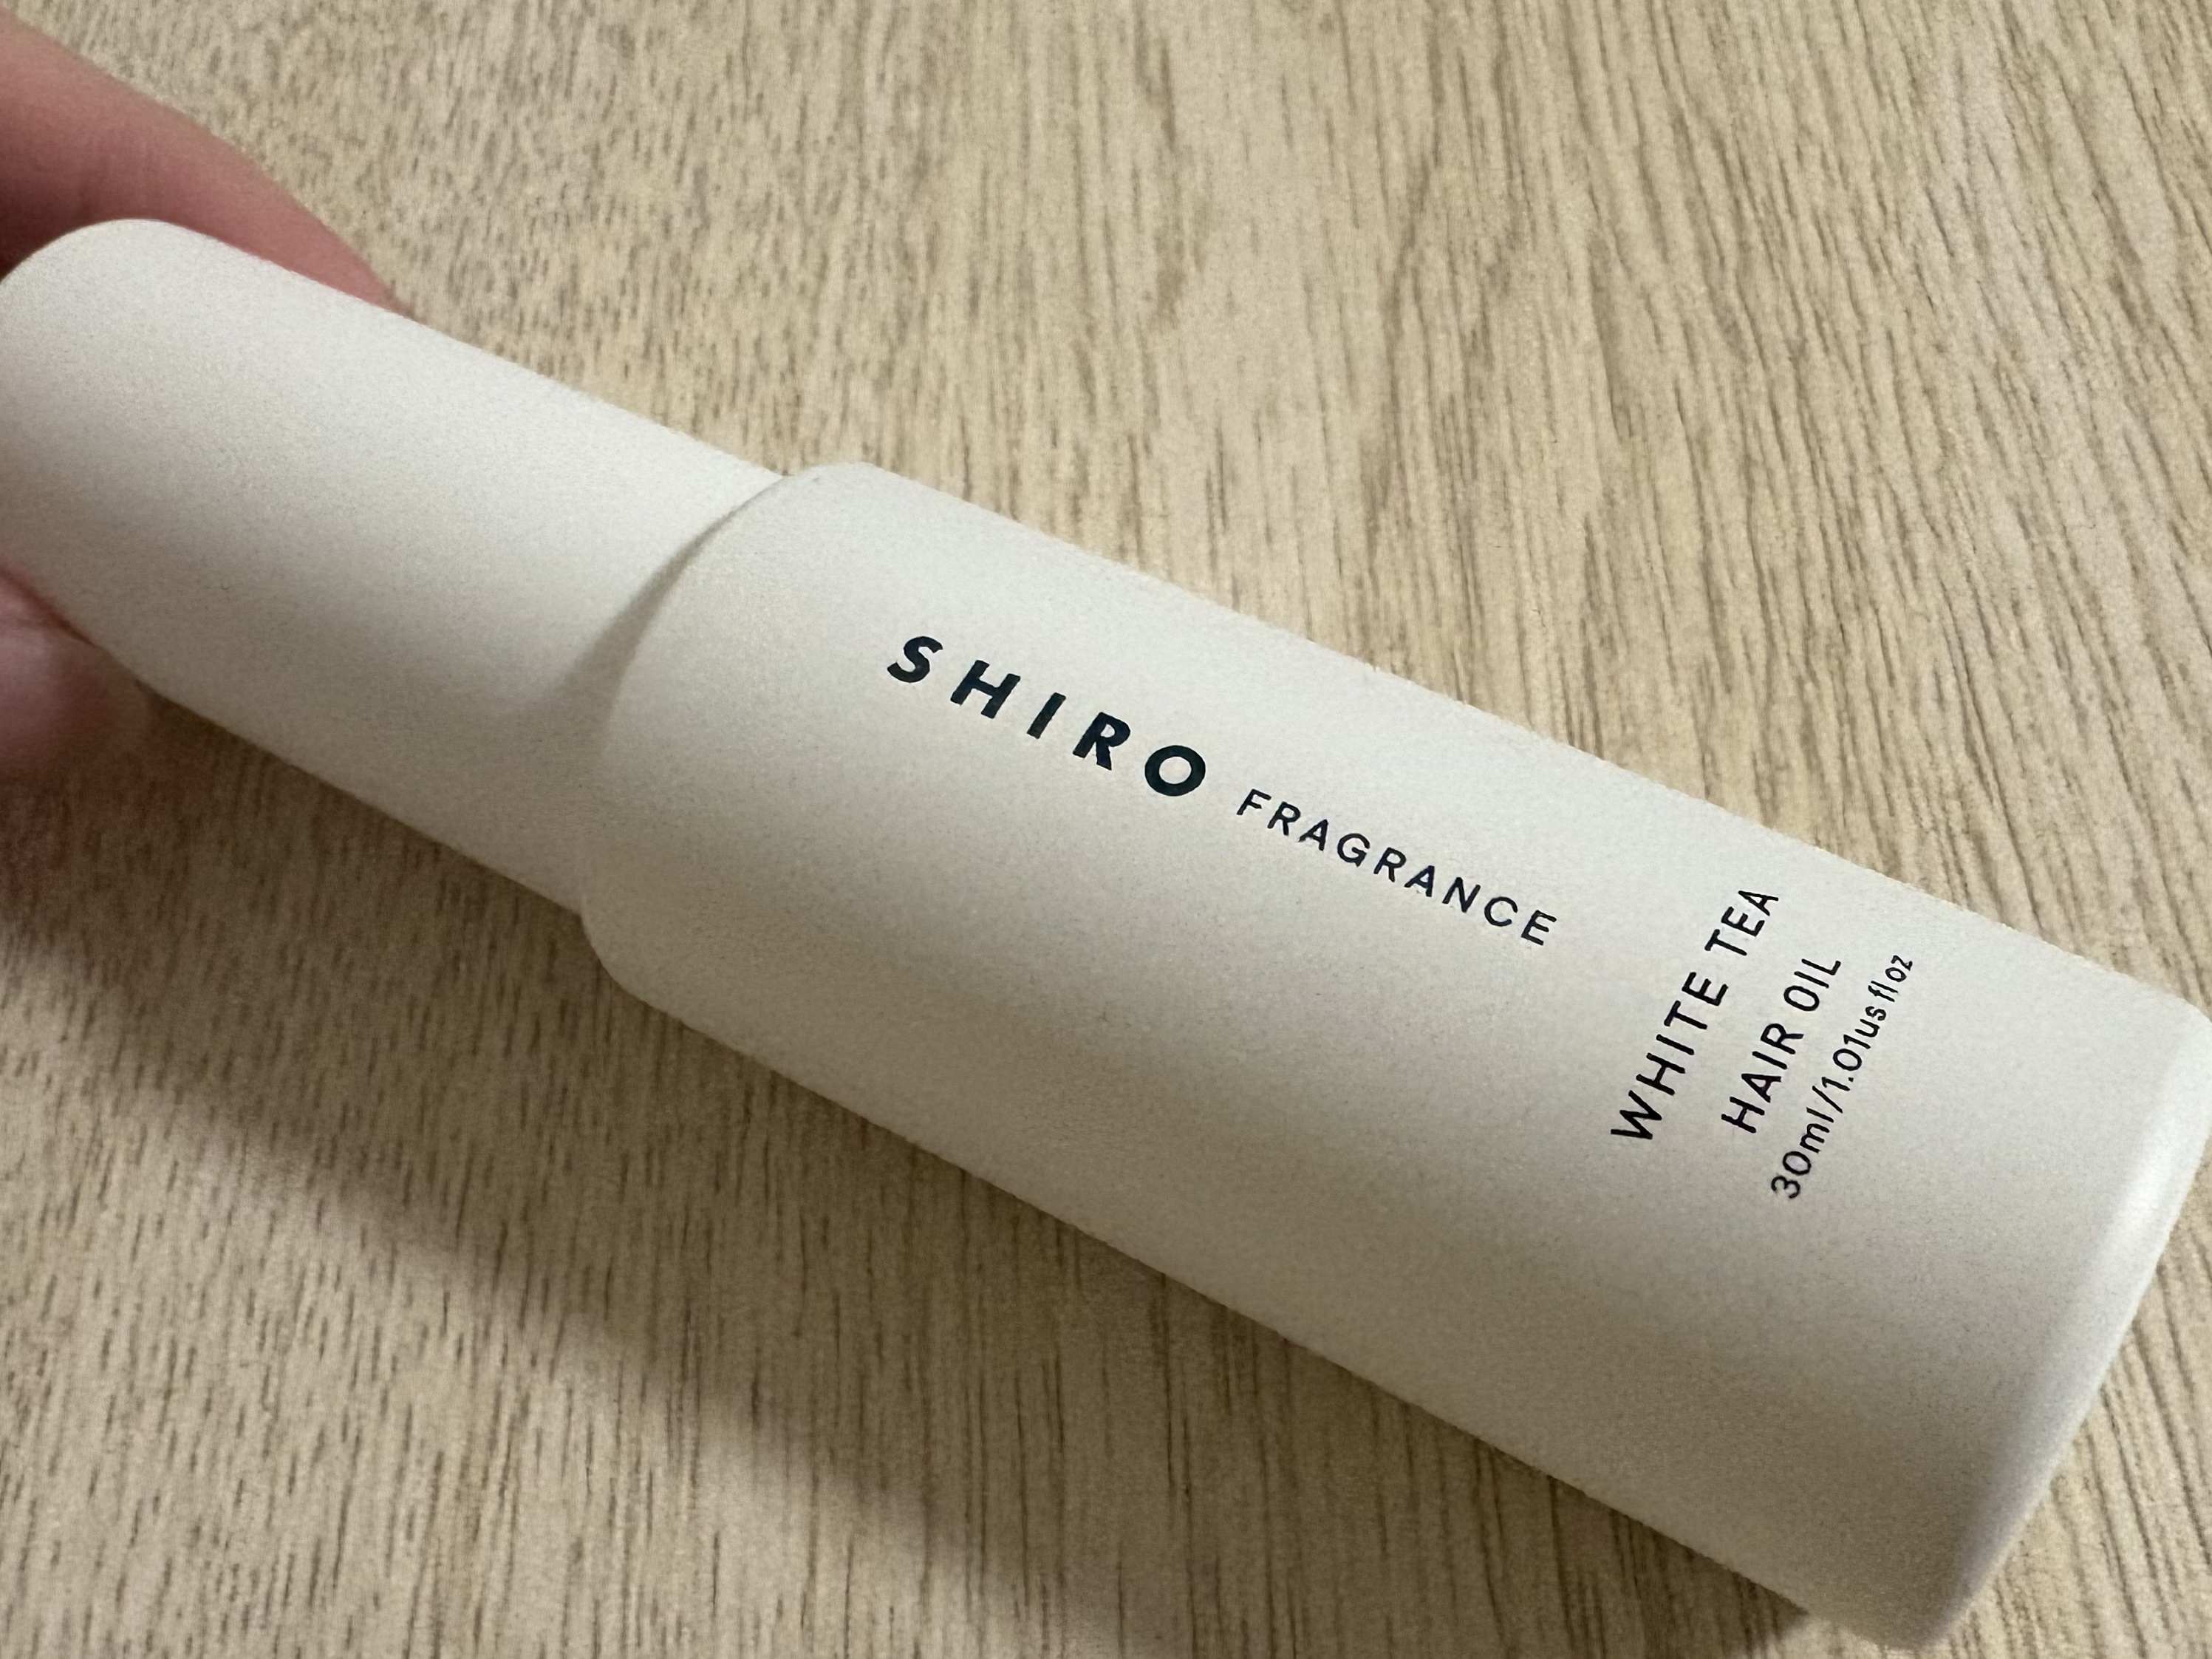 SHIRO FRAGRANCE
WHITE TEA
HAIR OIL
30ml/1.01us fl oz